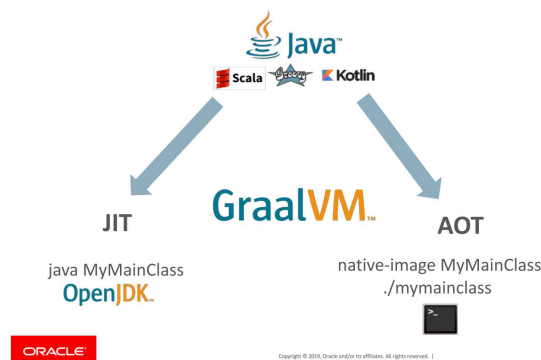 Java™
Scala
Groovy
Kotlin
GraalVM™
JIT
AOT
java MyMainClass
OpenJDK™
native-image MyMainClass
./mymainclass
>_
ORACLE®
Copyright © 2019, Oracle and/or its affiliates. All rights reserved. |